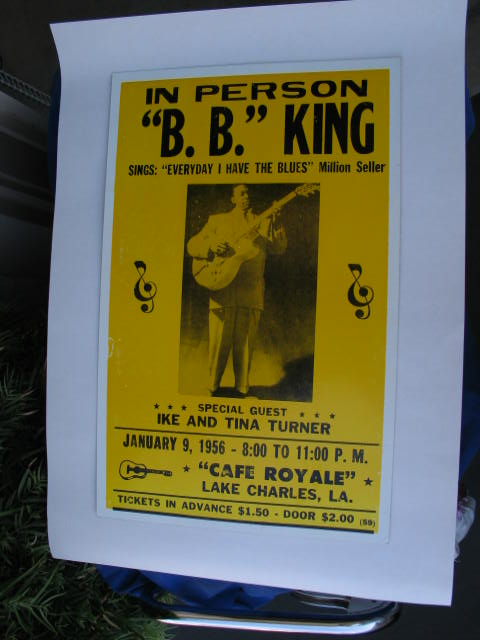 IN PERSON
"B. B." KING
SINGS: "EVERYDAY I HAVE THE BLUES" Million Seller
SPECIAL GUEST
IKE AND TINA TURNER
JANUARY 9, 1956 - 8:00 TO 11:00 P. M.
"CAFE ROYALE"
LAKE CHARLES, LA.
TICKETS IN ADVANCE $1.50 - DOOR $2.00 (59)